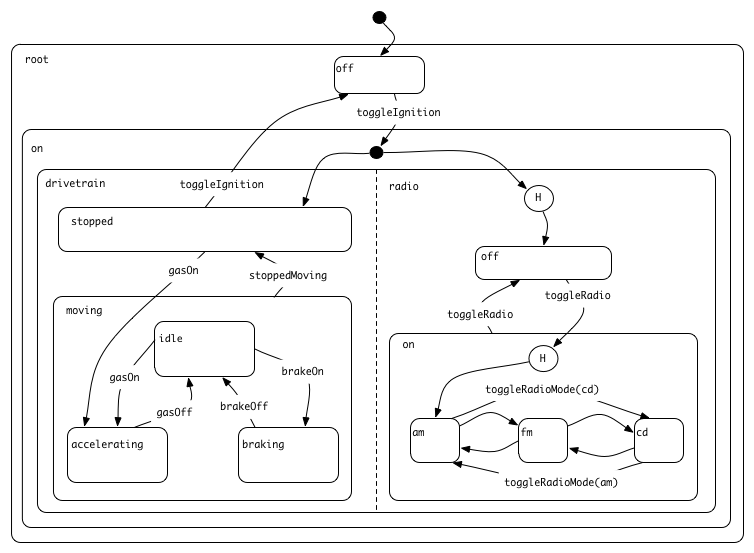 root
off
toggleIgnition
on
drivetrain
toggleIgnition
radio
H
stopped
off
gasOn
stoppedMoving
toggleRadio
toggleRadio
moving
idle
on
H
gasOn
brakeOn
toggleRadioMode(cd)
gasOff
brakeOff
am
fm
cd
accelerating
braking
toggleRadioMode(am)